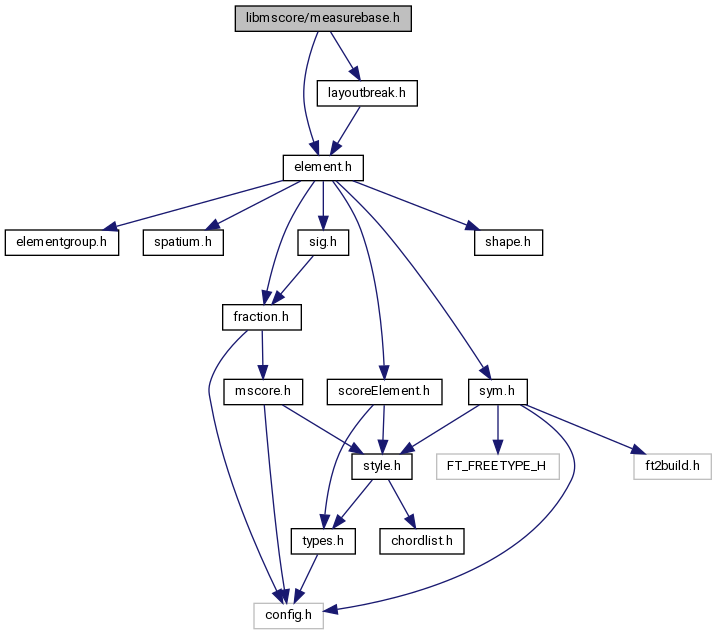 libmscore/measurebase.h
layoutbreak.h
element.h
elementgroup.h
spatium.h
sig.h
shape.h
fraction.h
mscore.h
scoreElement.h
sym.h
style.h
FT_FREETYPE_H
ft2build.h
types.h
chordlist.h
config.h